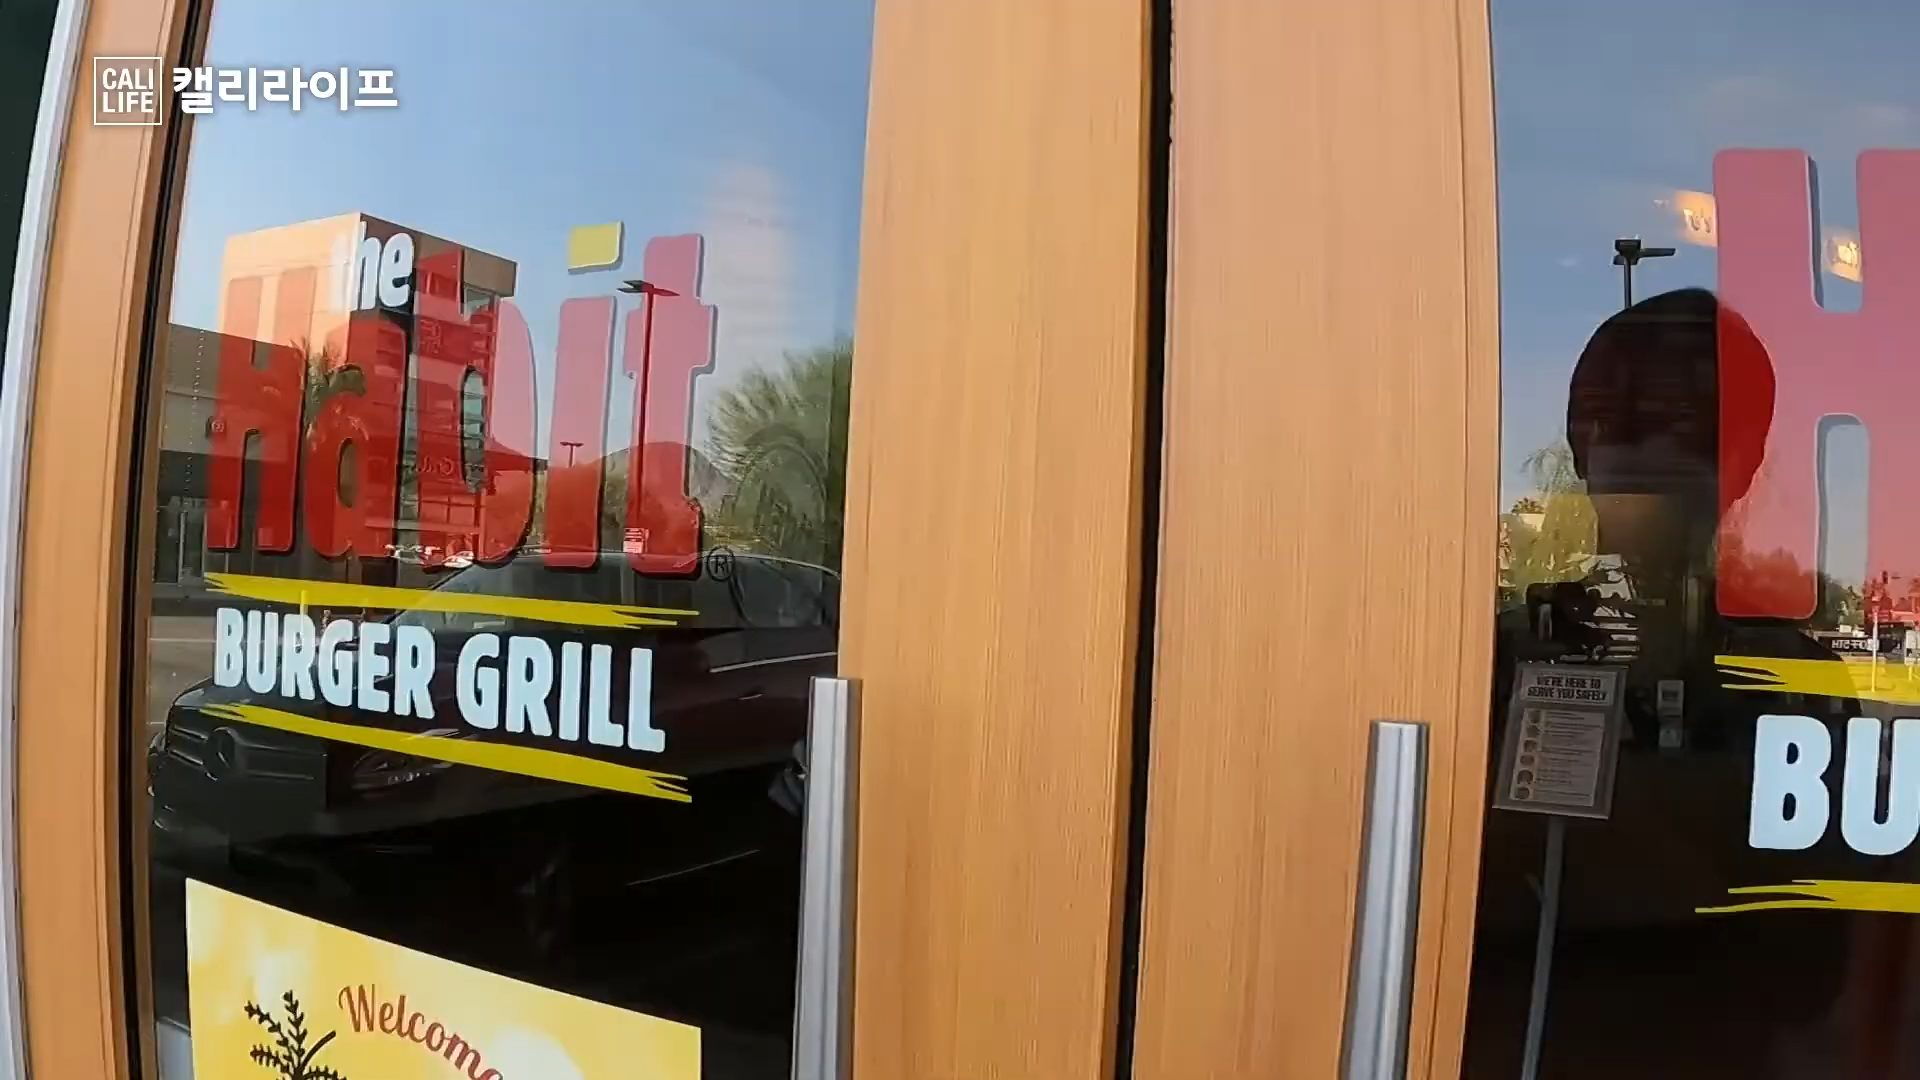 CALI
LIFE
캘리라이프
the
Habit
®
BURGER GRILL
Welcome
H
BU
WE'RE HERE TO
SERVE YOU SAFELY